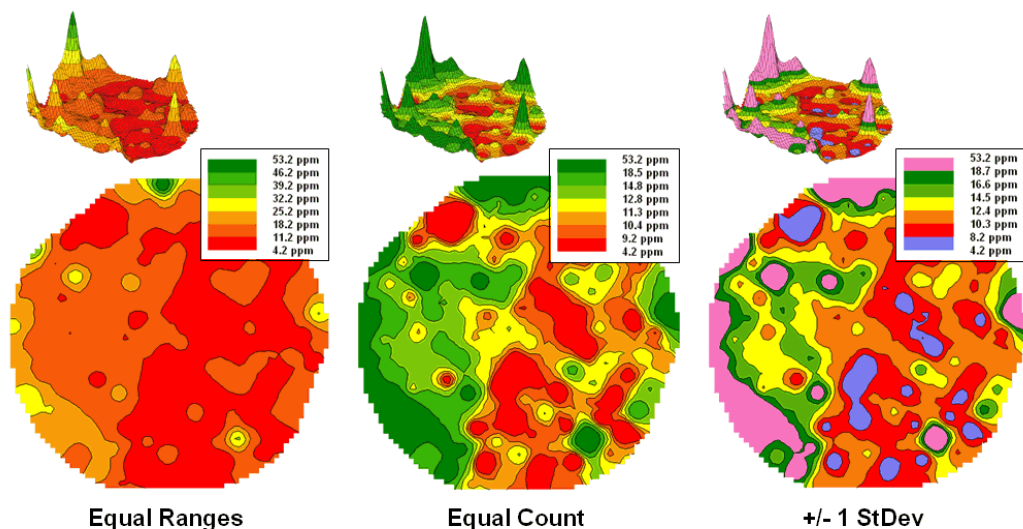 53.2 ppm
46.2 ppm
39.2 ppm
32.2 ppm
25.2 ppm
18.2 ppm
11.2 ppm
4.2 ppm
53.2 ppm
18.5 ppm
14.8 ppm
12.8 ppm
11.3 ppm
10.4 ppm
9.2 ppm
4.2 ppm
53.2 ppm
18.7 ppm
16.6 ppm
14.5 ppm
12.4 ppm
10.3 ppm
8.2 ppm
4.2 ppm
Equal Ranges
Equal Count
+/- 1 StDev